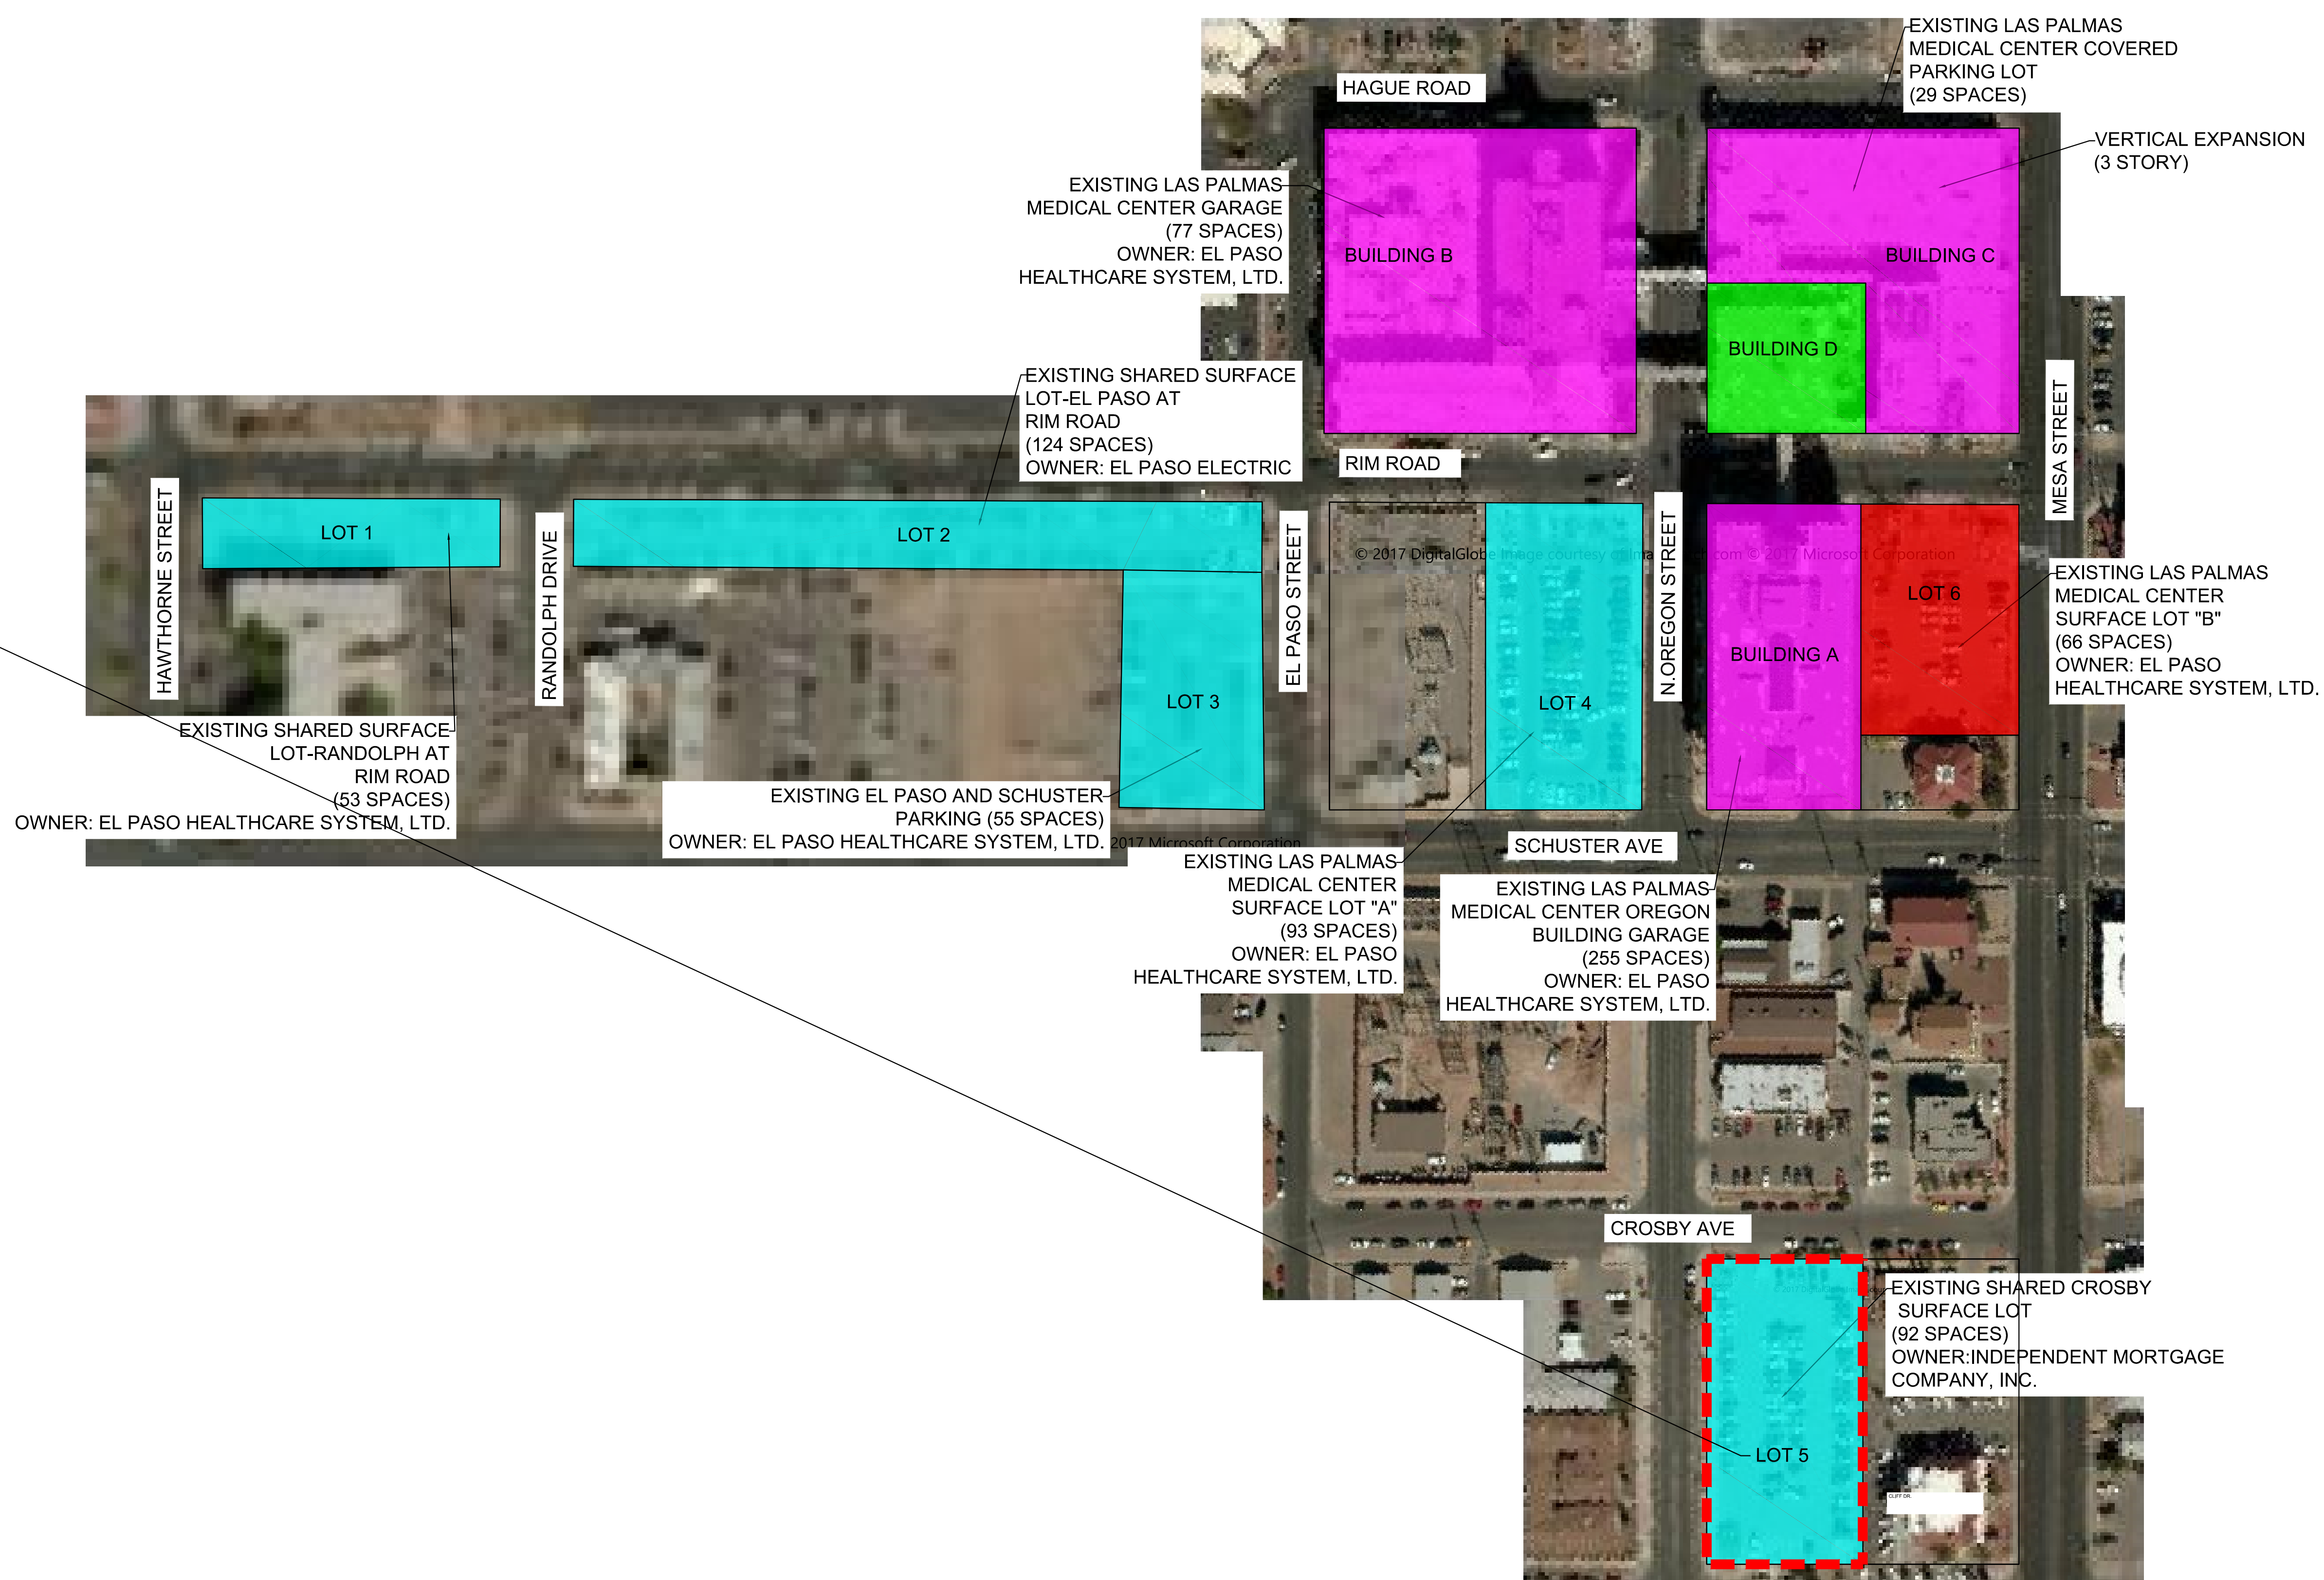 EXISTING LAS PALMAS
MEDICAL CENTER COVERED
PARKING LOT
(29 SPACES)
HAGUE ROAD
VERTICAL EXPANSION
(3 STORY)
EXISTING LAS PALMAS
MEDICAL CENTER GARAGE
(77 SPACES)
OWNER: EL PASO
HEALTHCARE SYSTEM, LTD.
BUILDING B
BUILDING C
BUILDING D
EXISTING SHARED SURFACE
LOT-EL PASO AT
RIM ROAD
(124 SPACES)
OWNER: EL PASO ELECTRIC
RIM ROAD
MESA STREET
HAWTHORNE STREET
LOT 1
RANDOLPH DRIVE
LOT 2
EL PASO STREET
N.OREGON STREET
© 2017 DigitalGlobe Image courtesy of
.com © 2017 Microsoft Corporation
LOT 6
EXISTING LAS PALMAS
MEDICAL CENTER
SURFACE LOT "B"
(66 SPACES)
OWNER: EL PASO
HEALTHCARE SYSTEM, LTD.
BUILDING A
LOT 3
LOT 4
EXISTING SHARED SURFACE
LOT-RANDOLPH AT
RIM ROAD
(53 SPACES)
OWNER: EL PASO HEALTHCARE SYSTEM, LTD.
EXISTING EL PASO AND SCHUSTER
PARKING (55 SPACES)
OWNER: EL PASO HEALTHCARE SYSTEM, LTD.
2017 Microsoft Corporation
SCHUSTER AVE
EXISTING LAS PALMAS
MEDICAL CENTER
SURFACE LOT "A"
(93 SPACES)
OWNER: EL PASO
HEALTHCARE SYSTEM, LTD.
EXISTING LAS PALMAS
MEDICAL CENTER OREGON
BUILDING GARAGE
(255 SPACES)
OWNER: EL PASO
HEALTHCARE SYSTEM, LTD.
CROSBY AVE
EXISTING SHARED CROSBY
SURFACE LOT
(92 SPACES)
OWNER:INDEPENDENT MORTGAGE
COMPANY, INC.
LOT 5
CLIFF DR.